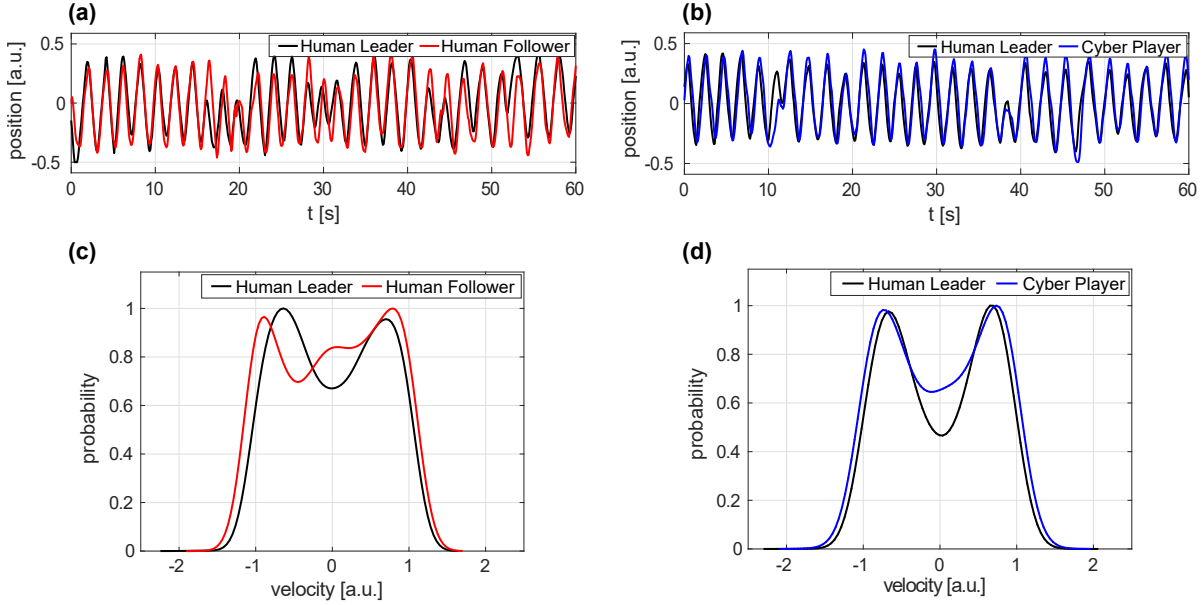 (a)
Human Leader Human Follower
position [a.u.]
0.5
0
-0.5
0 10 20 30 40 50 60
t [s]
(b)
Human Leader Cyber Player
position [a.u.]
0.5
0
-0.5
0 10 20 30 40 50 60
t [s]
(c)
Human Leader Human Follower
probability
1
0.8
0.6
0.4
0.2
0
-2 -1 0 1 2
velocity [a.u.]
(d)
Human Leader Cyber Player
probability
1
0.8
0.6
0.4
0.2
0
-2 -1 0 1 2
velocity [a.u.]